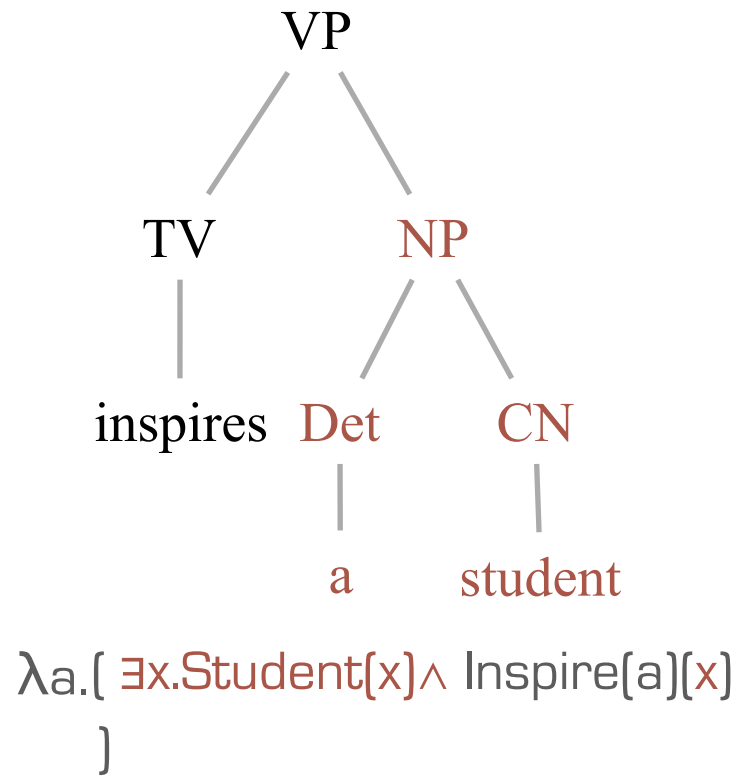 VP
TV NP
inspires Det CN
a student
λa.( ∃x.Student(x)∧ Inspire(a)(x)
)